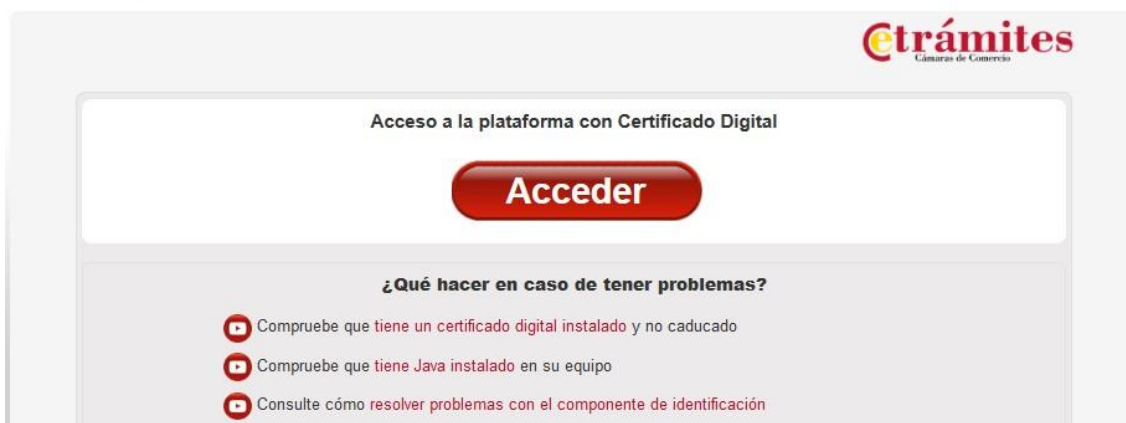 etrámites
Cámaras de Comercio
Acceso a la plataforma con Certificado Digital
Acceder
¿Qué hacer en caso de tener problemas?
Compruebe que tiene un certificado digital instalado y no caducado
Compruebe que tiene Java instalado en su equipo
Consulte cómo resolver problemas con el componente de identificación